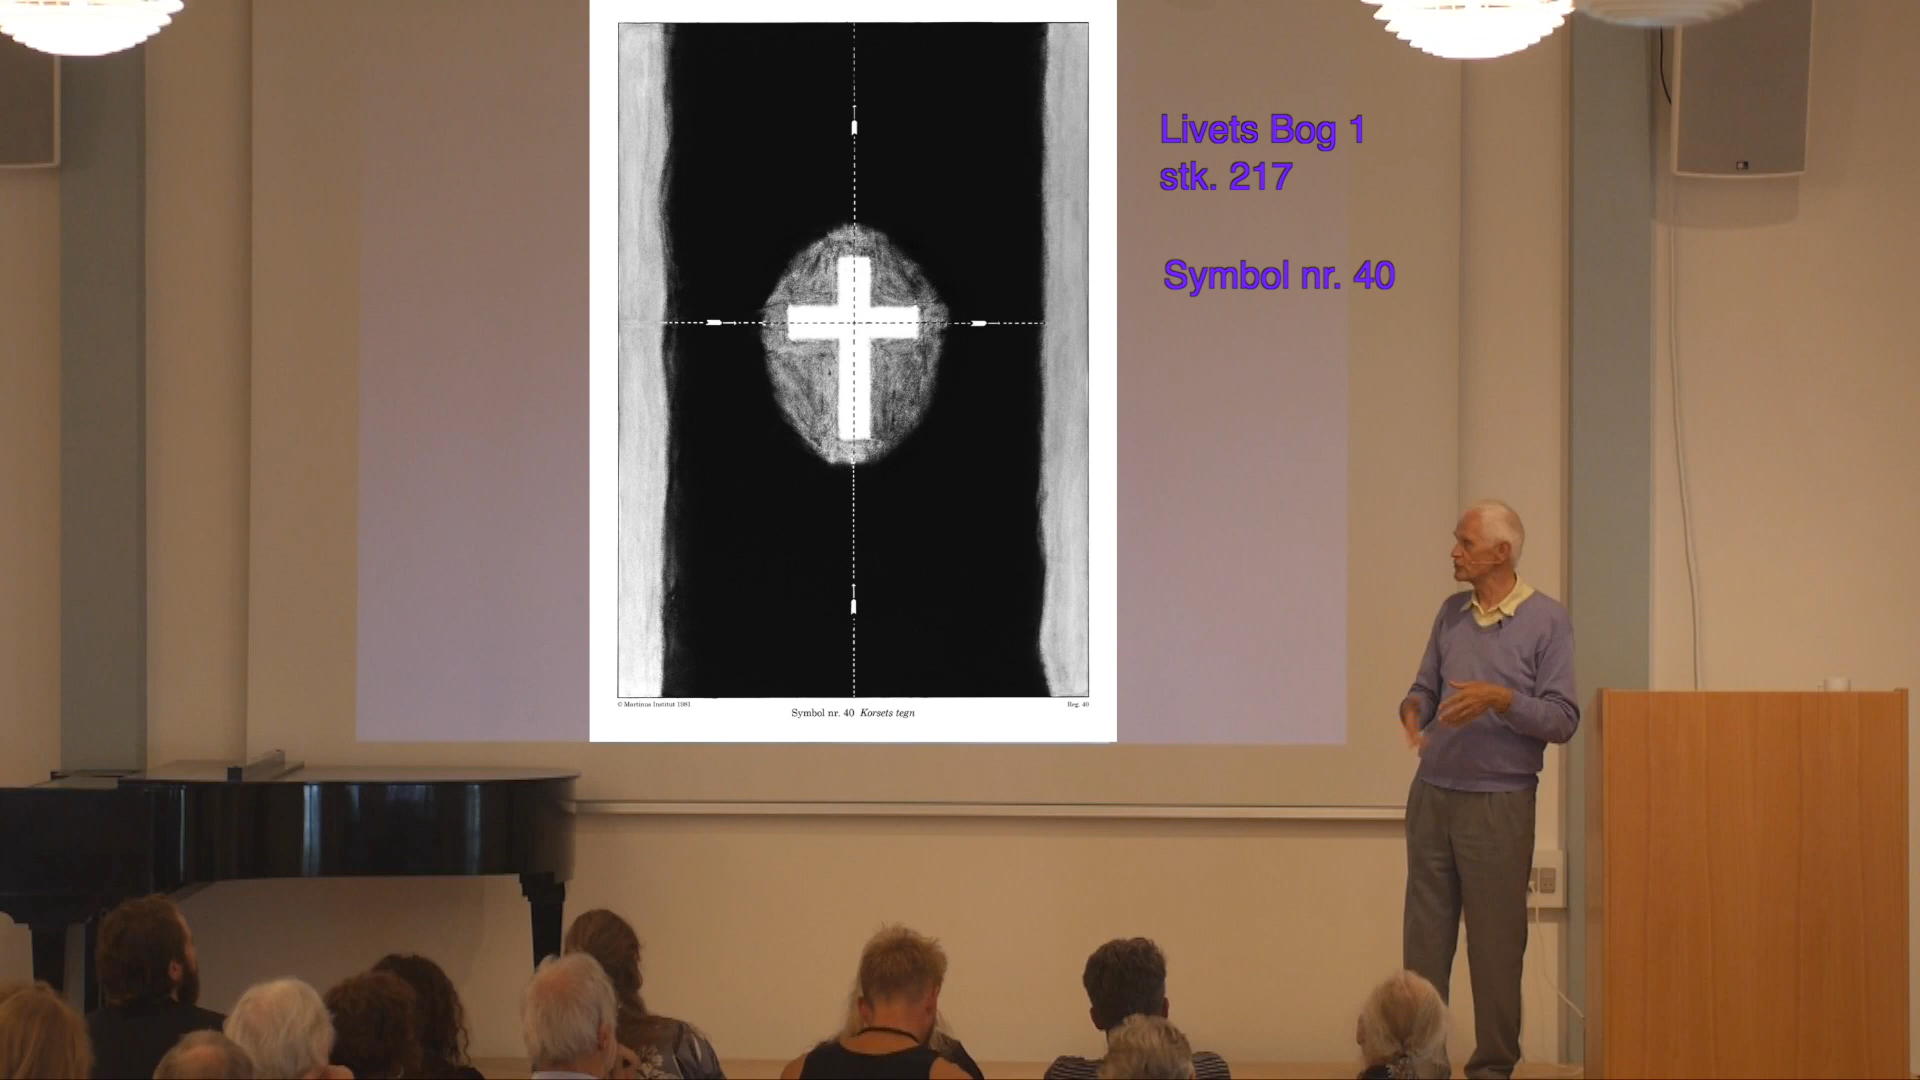 Livets Bog 1
stk. 217
Symbol nr. 40
© Martinus Institut 1981
Reg. 40
Symbol nr. 40 Korsets tegn